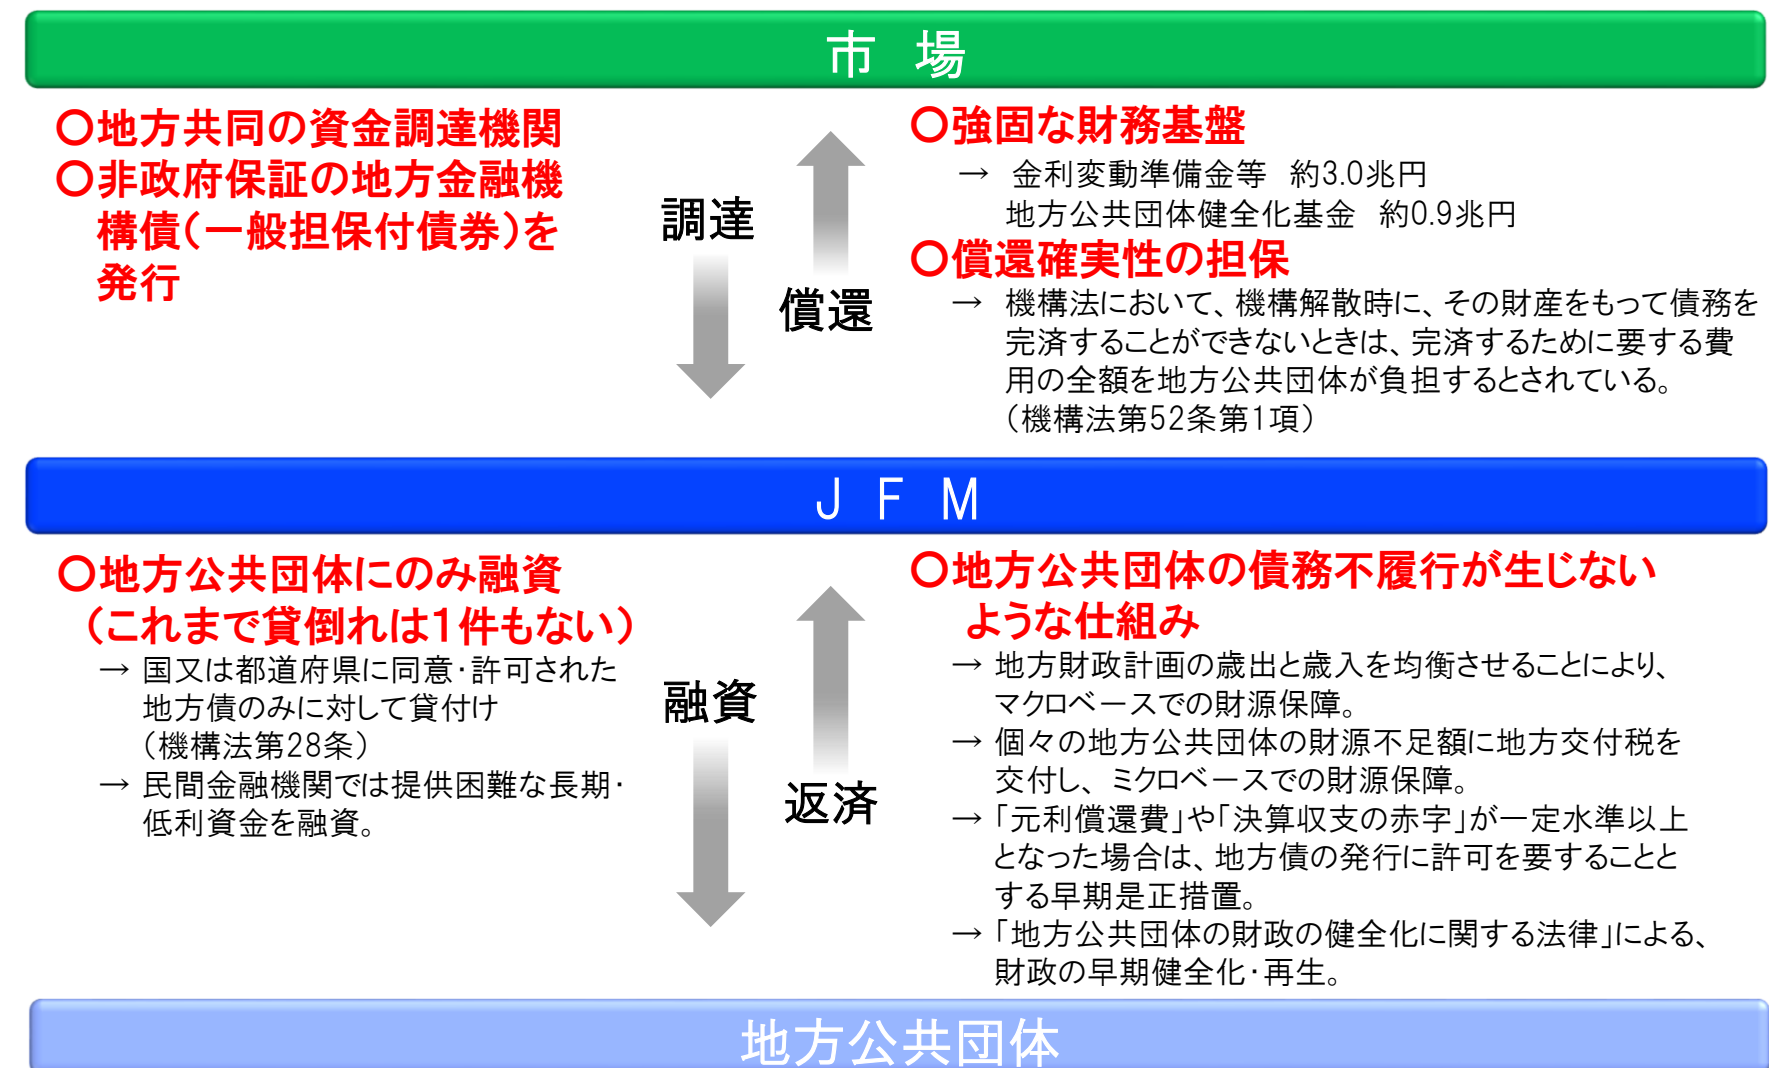 市　場
〇地方共同の資金調達機関
〇非政府保証の地方金融機
構債（一般担保付債券）を
発行
調達
償還
〇強固な財務基盤
→　金利変動準備金等　約3.0兆円
地方公共団体健全化基金　約0.9兆円
〇償還確実性の担保
→　機構法において、機構解散時に、その財産をもって債務を
完済することができないときは、完済するために要する費
用の全額を地方公共団体が負担するとされている。
（機構法第52条第1項）
Ｊ　Ｆ　Ｍ
〇地方公共団体にのみ融資
（これまで貸倒れは1件もない）
→ 国又は都道府県に同意・許可された
地方債のみに対して貸付け
（機構法第28条）
→ 民間金融機関では提供困難な長期・
低利資金を融資。
融資
返済
〇地方公共団体の債務不履行が生じない
ような仕組み
→ 地方財政計画の歳出と歳入を均衡させることにより、
マクロベースでの財源保障。
→ 個々の地方公共団体の財源不足額に地方交付税を
交付し、ミクロベースでの財源保障。
→「元利償還費」や「決算収支の赤字」が一定水準以上
となった場合は、地方債の発行に許可を要することと
する早期是正措置。
→「地方公共団体の財政の健全化に関する法律」による、
財政の早期健全化・再生。
地方公共団体